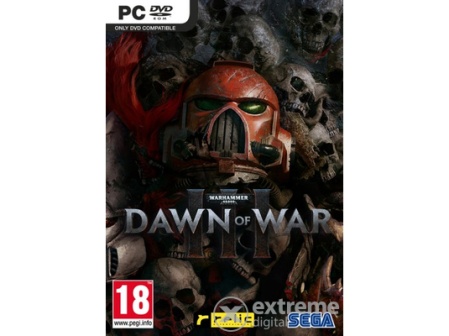 PC DVD
ROM
ONLY DVD COMPATIBLE
WARHAMMER
40,000
DAWN OF WAR
III
18
www.pegi.info
SEGA
extreme
digital